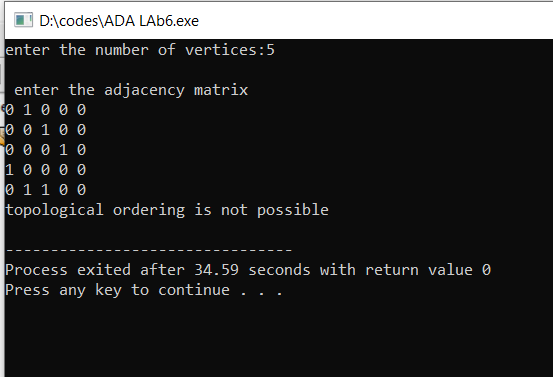 D:\codes\ADA LAb6.exe
enter the number of vertices:5
enter the adjacency matrix
0 1 0 0 0
0 0 1 0 0
0 0 0 1 0
1 0 0 0 0
0 1 1 0 0
topological ordering is not possible
--------------------------------
Process exited after 34.59 seconds with return value 0
Press any key to continue . . .